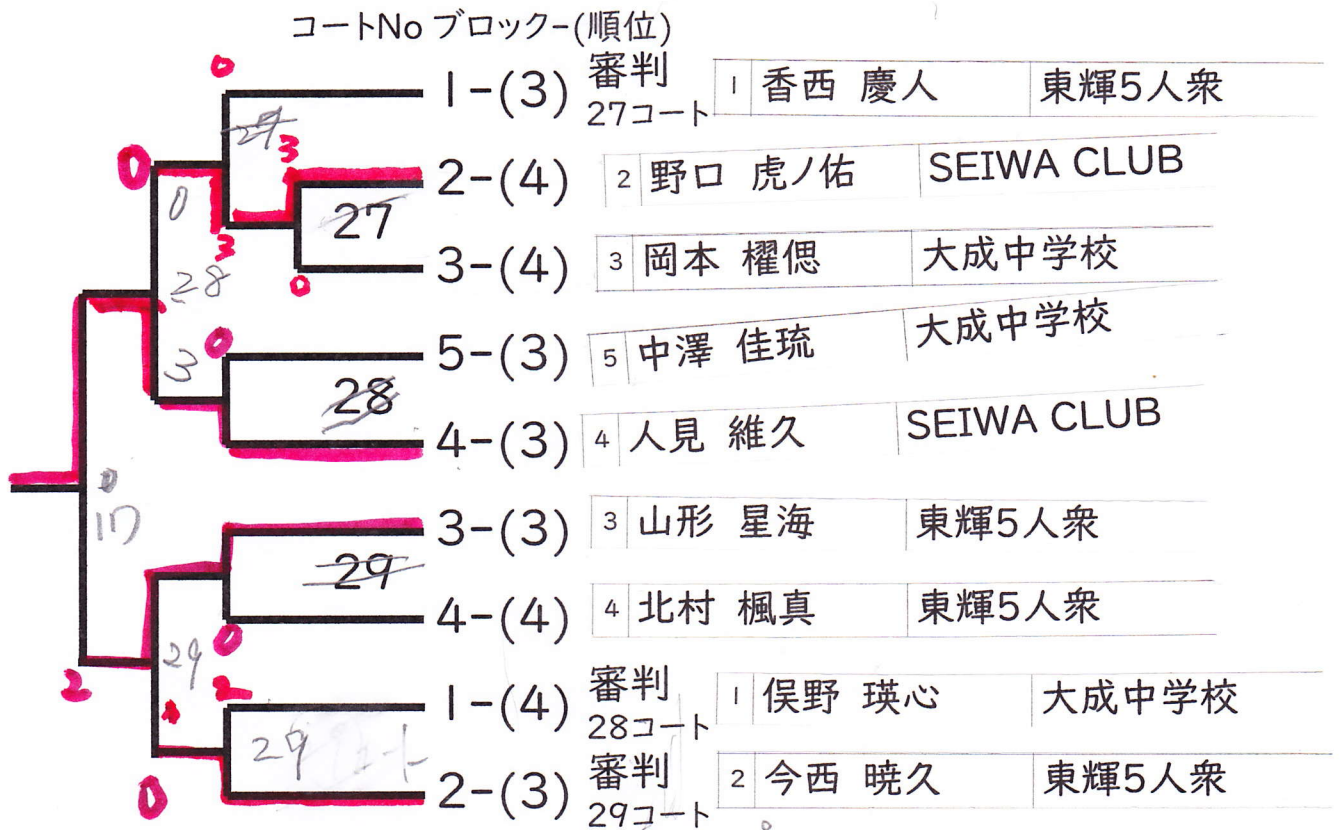 コートNo ブロック-(順位)
0
1-(3) 審判 27コート 1 香西 慶人 東輝5人衆
27
3
0
2-(4) 2 野口 虎ノ佑 SEIWA CLUB
0
27
3
3-(4) 3 岡本 櫂偲 大成中学校
28
0
0
5-(3) 5 中澤 佳琉 大成中学校
3
28
4-(3) 4 人見 維久 SEIWA CLUB
0
17
3-(3) 3 山形 星海 東輝5人衆
29
4-(4) 4 北村 楓真 東輝5人衆
0
29
2
2
1-(4) 審判 28コート 1 俣野 瑛心 大成中学校
29
0
2-(3) 審判 29コート 2 今西 暁久 東輝5人衆